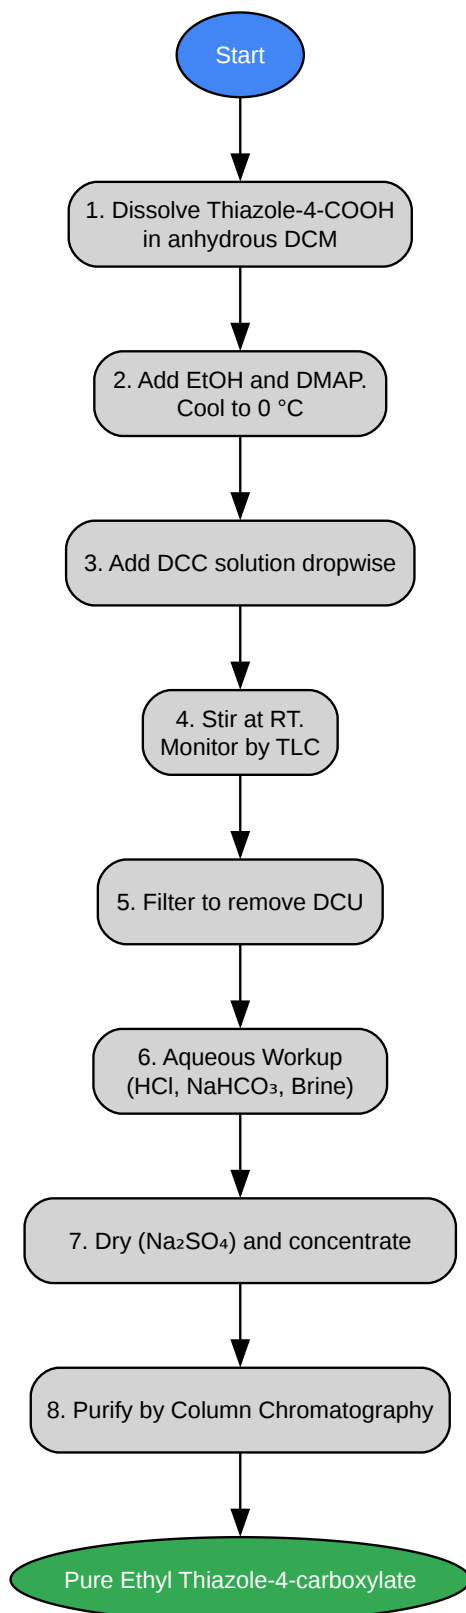 Start
1. Dissolve Thiazole-4-COOH
in anhydrous DCM
2. Add EtOH and DMAP.
Cool to 0 °C
3. Add DCC solution dropwise
4. Stir at RT.
Monitor by TLC
5. Filter to remove DCU
6. Aqueous Workup
(HCl, NaHCO₃, Brine)
7. Dry (Na₂SO₄) and concentrate
8. Purify by Column Chromatography
Pure Ethyl Thiazole-4-carboxylate